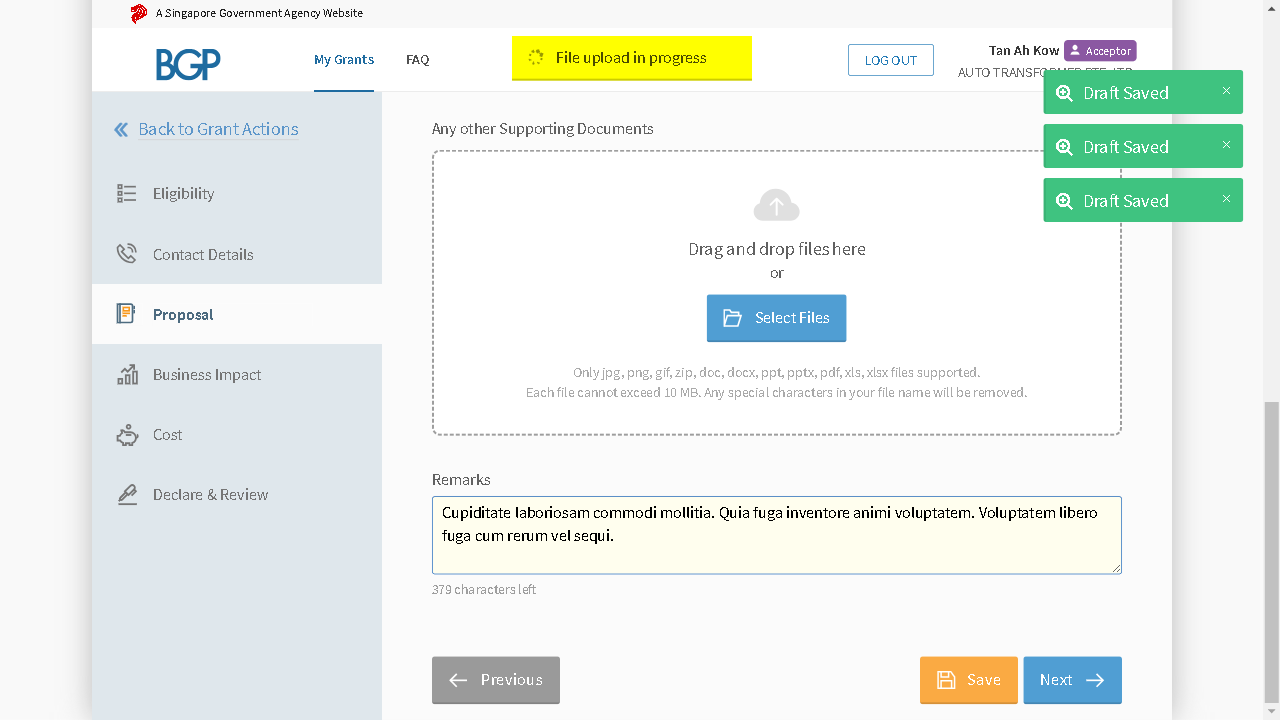 A Singapore Government Agency Website
BGP
My Grants
FAQ
File upload in progress
LOG OUT
Tan Ah Kow
Acceptor
AUTO TRANSFORMER PTE LTD
Draft Saved
Draft Saved
Draft Saved
Back to Grant Actions
Eligibility
Contact Details
Proposal
Business Impact
Cost
Declare & Review
Any other Supporting Documents
Drag and drop files here
or
Select Files
Only jpg, png, gif, zip, doc, docx, ppt, pptx, pdf, xls, xlsx files supported.
Each file cannot exceed 10 MB. Any special characters in your file name will be removed.
Remarks
Cupiditate laboriosam commodi mollitia. Quia fuga inventore animi voluptatem. Voluptatem libero
fuga cum rerum vel sequi.
379 characters left
Previous
Save
Next